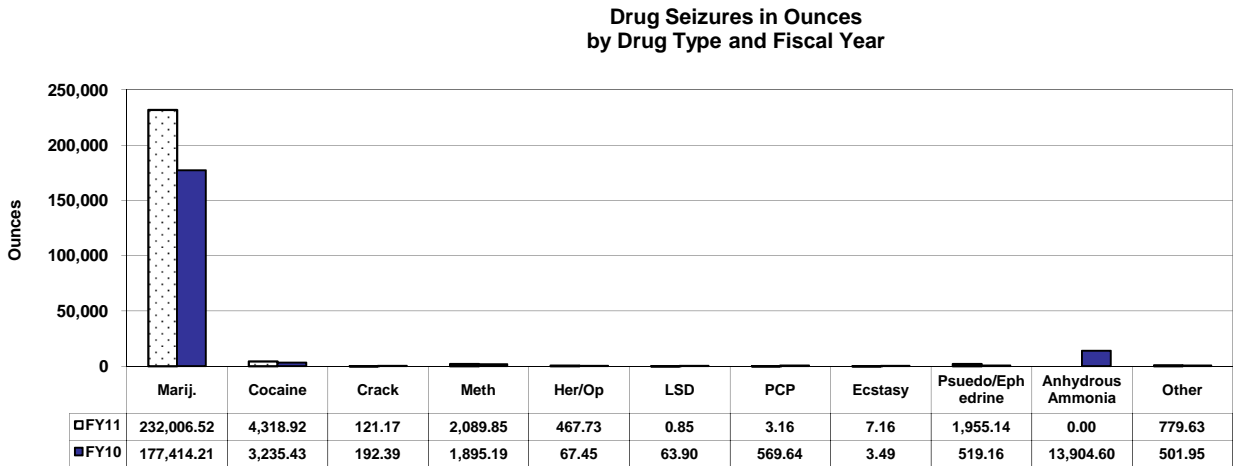 Drug Seizures in Ounces
by Drug Type and Fiscal Year
250,000
200,000
150,000
100,000
50,000
0
Ounces
Marij. Cocaine Crack Meth Her/Op LSD PCP Ecstasy Psuedo/Eph Anhydrous Other
edrine Ammonia
FY11 232,006.52 4,318.92 121.17 2,089.85 467.73 0.85 3.16 7.16 1,955.14 0.00 779.63
FY10 177,414.21 3,235.43 192.39 1,895.19 67.45 63.90 569.64 3.49 519.16 13,904.60 501.95